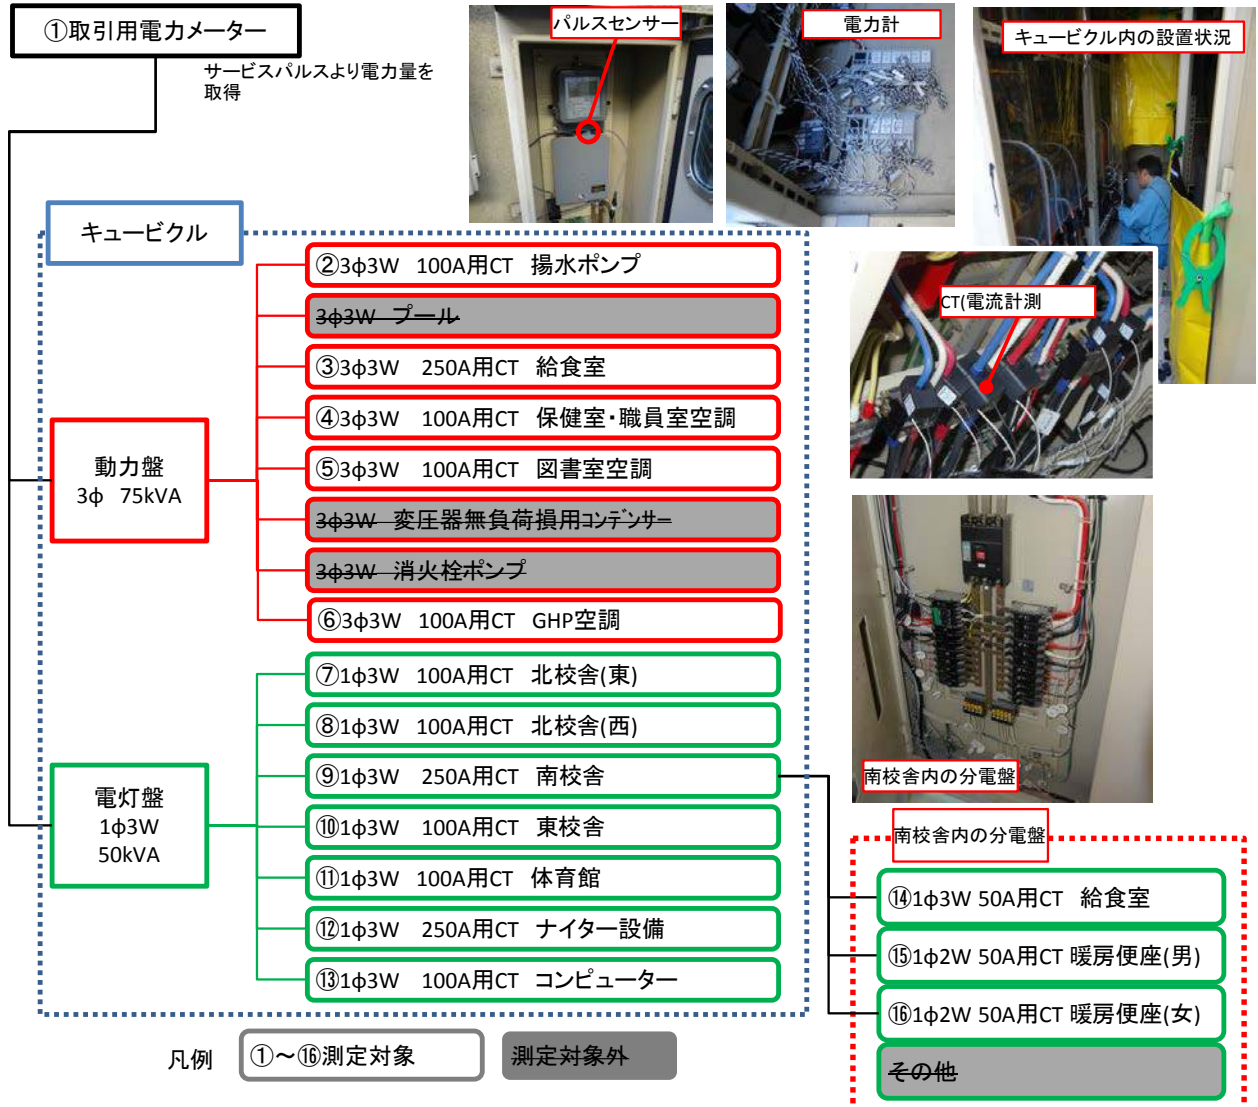 ①取引用電力メーター
サービスパルスより電力量を
取得
パルスセンサー
電力計
キュービクル内の設置状況
キュービクル
動力盤
3φ 75kVA
②3φ3W 100A用CT 揚水ポンプ
3φ3W プール
③3φ3W 250A用CT 給食室
④3φ3W 100A用CT 保健室・職員室空調
⑤3φ3W 100A用CT 図書室空調
3φ3W 変圧器無負荷損用ｺﾝﾃﾞﾝｻｰ
3φ3W 消火栓ポンプ
⑥3φ3W 100A用CT GHP空調
CT(電流計測
電灯盤
1φ3W
50kVA
⑦1φ3W 100A用CT 北校舎(東)
⑧1φ3W 100A用CT 北校舎(西)
⑨1φ3W 250A用CT 南校舎
⑩1φ3W 100A用CT 東校舎
⑪1φ3W 100A用CT 体育館
⑫1φ3W 250A用CT ナイター設備
⑬1φ3W 100A用CT コンピューター
南校舎内の分電盤
南校舎内の分電盤
⑭1φ3W 50A用CT 給食室
⑮1φ2W 50A用CT 暖房便座(男)
⑯1φ2W 50A用CT 暖房便座(女)
その他
凡例
①～⑯測定対象
測定対象外